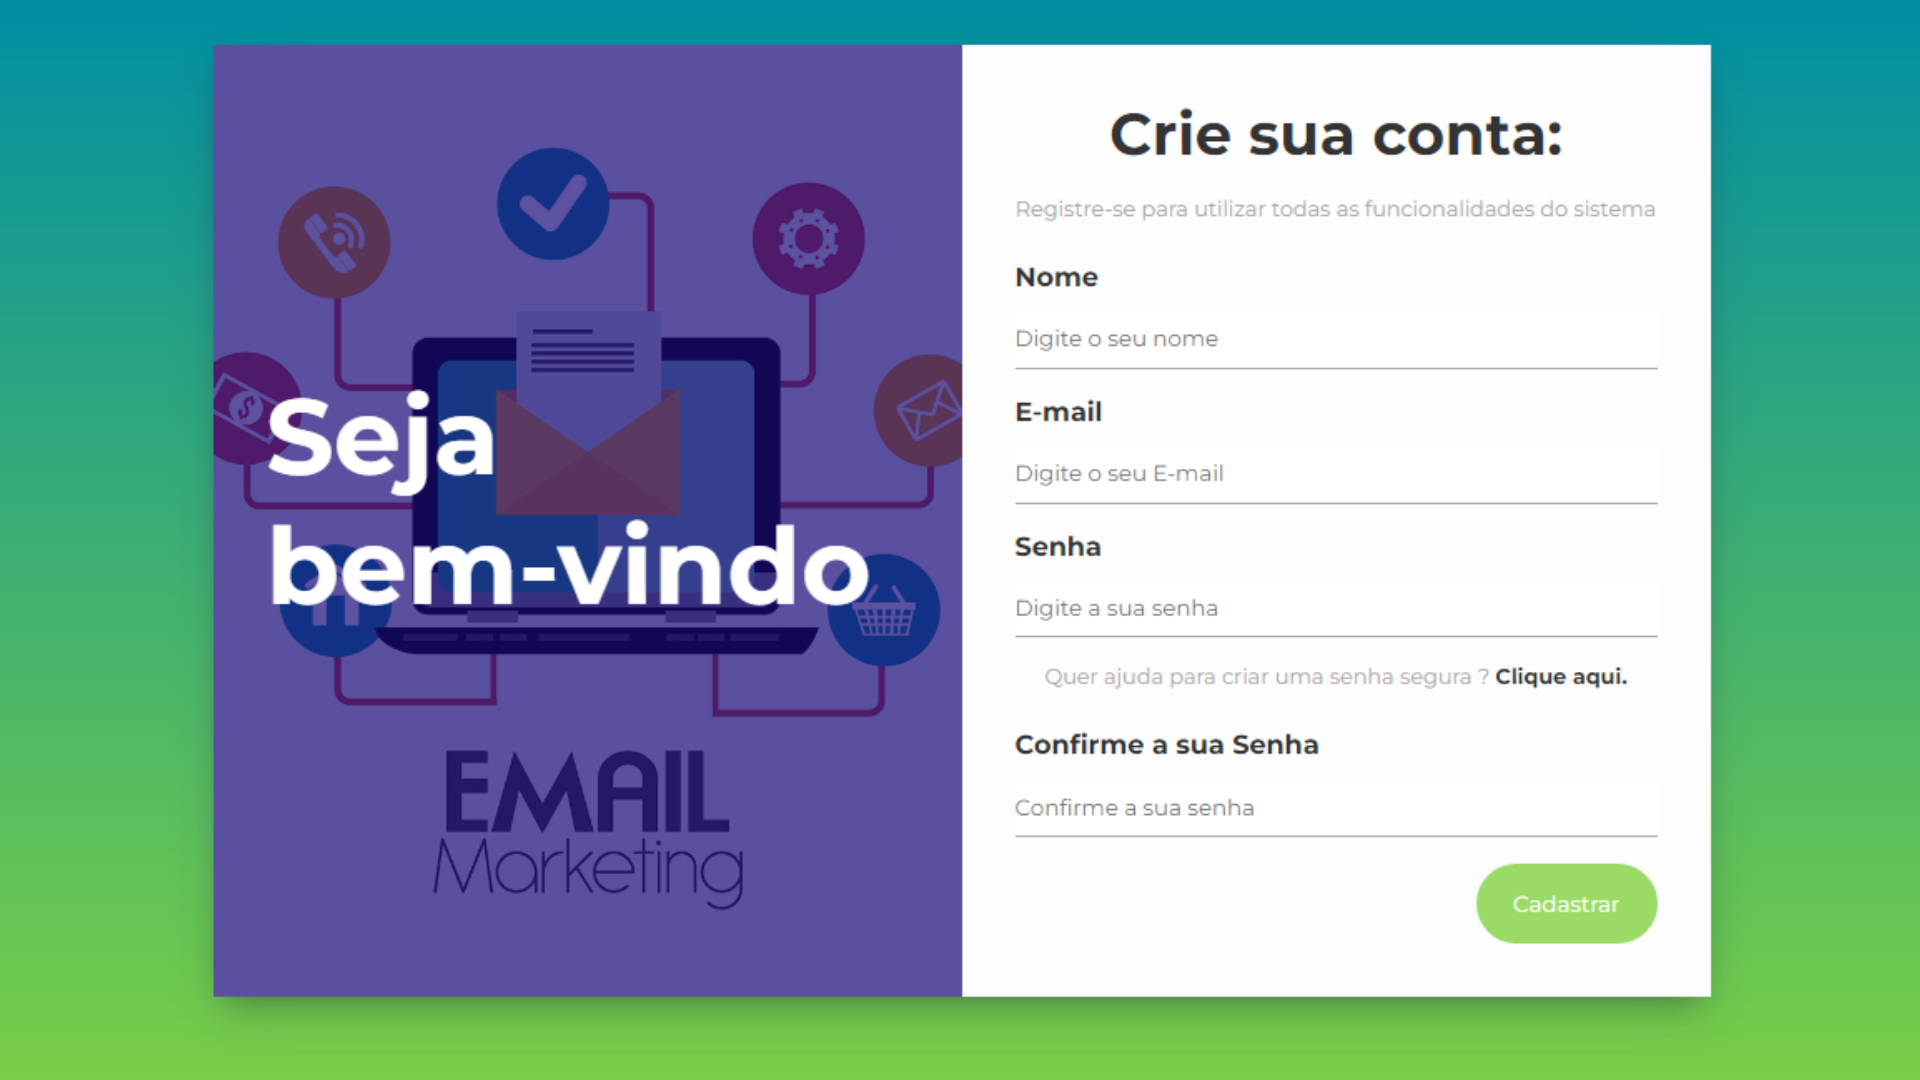 Seja
bem-vindo
EMAIL
Marketing
Crie sua conta:
Registre-se para utilizar todas as funcionalidades do sistema
Nome
Digite o seu nome
E-mail
Digite o seu E-mail
Senha
Digite a sua senha
Quer ajuda para criar uma senha segura ? Clique aqui.
Confirme a sua Senha
Confirme a sua senha
Cadastrar